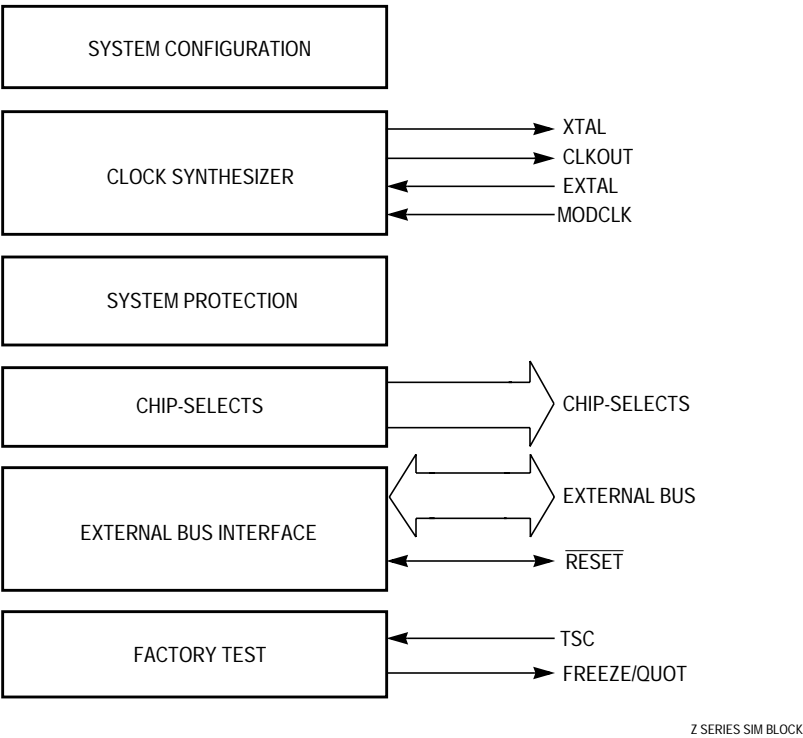 SYSTEM CONFIGURATION
CLOCK SYNTHESIZER
XTAL
CLKOUT
EXTAL
MODCLK
SYSTEM PROTECTION
CHIP-SELECTS
CHIP-SELECTS
EXTERNAL BUS INTERFACE
EXTERNAL BUS
RESET
FACTORY TEST
TSC
FREEZE/QUOT
Z SERIES SIM BLOCK